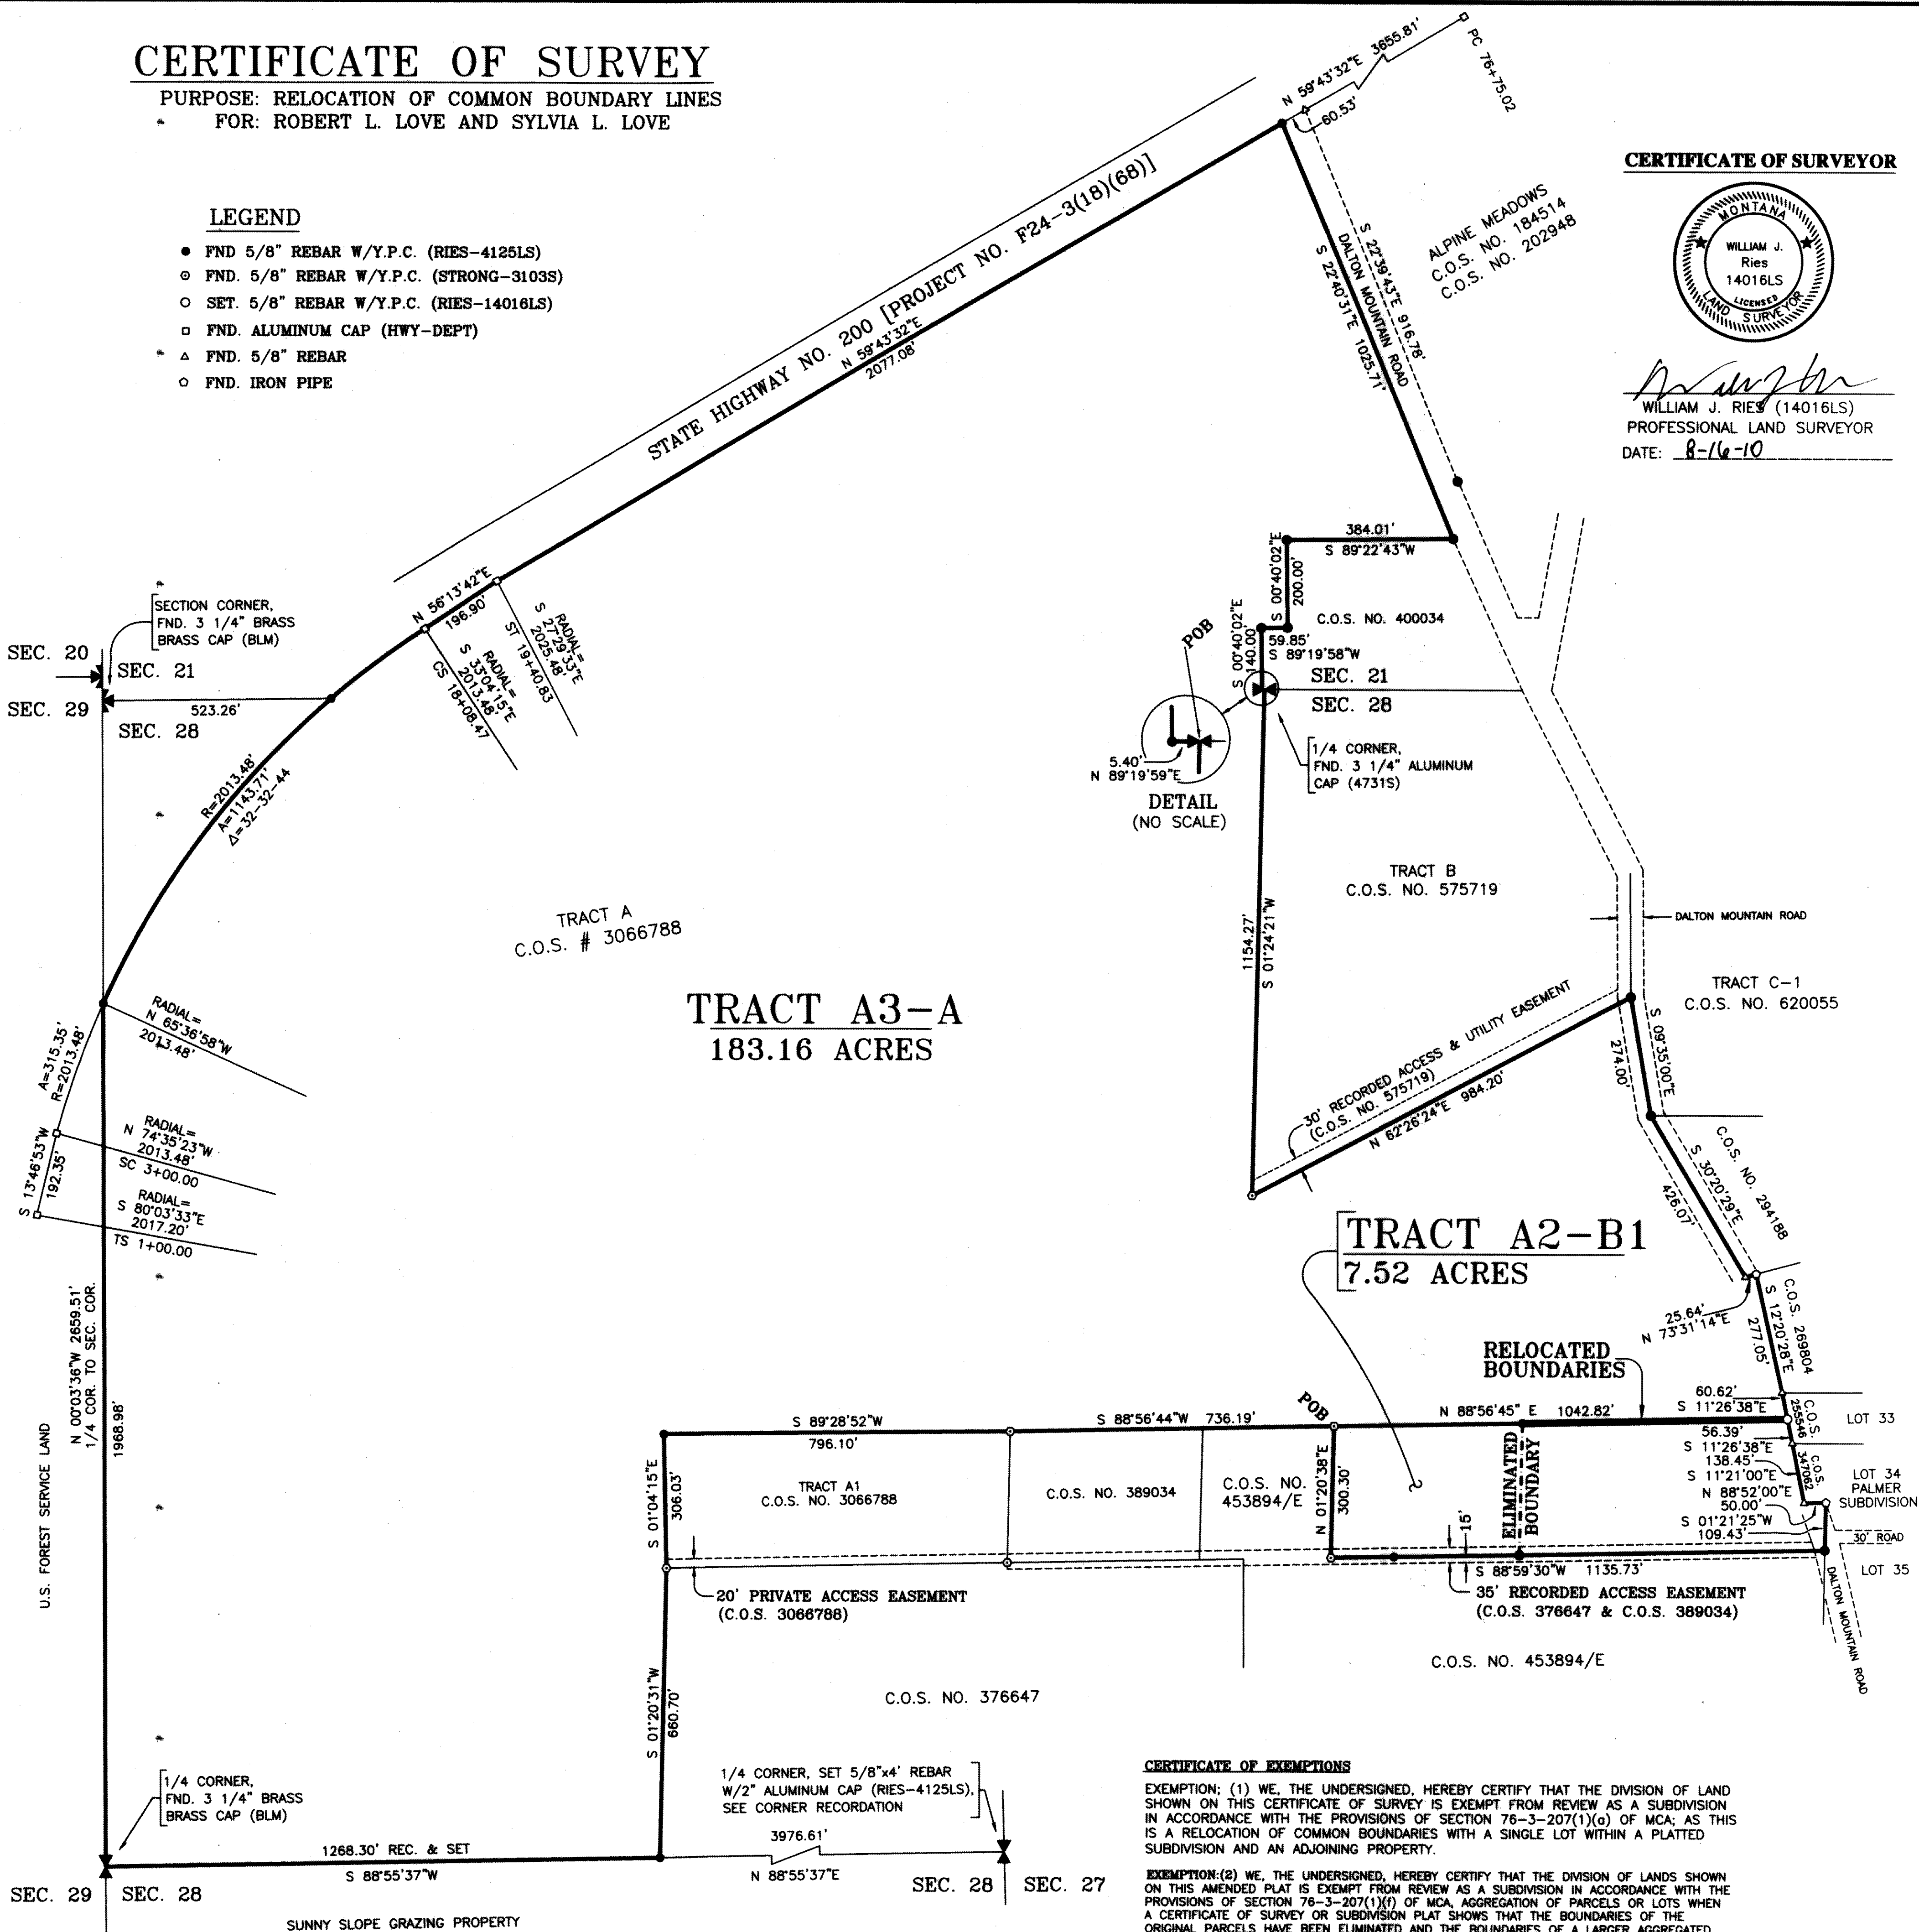 CERTIFICATE OF SURVEY
PURPOSE: RELOCATION OF COMMON BOUNDARY LINES
FOR: ROBERT L. LOVE AND SYLVIA L. LOVE
LEGEND
FND 5/8" REBAR W/Y.P.C. (RIES-4125LS)
FND. 5/8" REBAR W/Y.P.C. (STRONG-3103S)
SET. 5/8" REBAR W/Y.P.C. (RIES-14016LS)
FND. ALUMINUM CAP (HWY-DEPT)
FND. 5/8" REBAR
FND. IRON PIPE
N 59°43'32"E 3655.81'
60.53'
PC 76+75.02
CERTIFICATE OF SURVEYOR
MONTANA
WILLIAM J.
Ries
14016LS
LICENSED
LAND SURVEYOR
WILLIAM J. RIES (14016LS)
PROFESSIONAL LAND SURVEYOR
DATE: 8-16-10
STATE HIGHWAY NO. 200 [PROJECT NO. F24-3(18)(68)]
N 59°43'32"E
2077.08'
S 22°39'43"E 916.78'
DALTON MOUNTAIN ROAD
S 22°40'31"E 1025.71'
ALPINE MEADOWS
C.O.S. NO. 184514
C.O.S. NO. 202948
384.01'
S 89°22'43"W
S 00°40'02"E
200.00'
C.O.S. NO. 400034
S 00°40'02"E
140.00'
59.85'
S 89°19'58"W
POB
SEC. 21
SEC. 28
5.40'
N 89°19'59"E
DETAIL
(NO SCALE)
1/4 CORNER,
FND. 3 1/4" ALUMINUM
CAP (4731S)
N 56°13'42"E
196.90'
RADIAL=
S 27°29'33"E
2025.48'
ST 19+40.83
RADIAL=
S 33°04'15"E
2013.48'
CS 18+08.47
SECTION CORNER,
FND. 3 1/4" BRASS
BRASS CAP (BLM)
SEC. 20
SEC. 21
SEC. 29
523.26'
SEC. 28
R=2013.48'
A=1143.71'
Δ=32-32-44
TRACT A
C.O.S. # 3066788
TRACT A3-A
183.16 ACRES
TRACT B
C.O.S. NO. 575719
1154.27'
S 01°24'21"W
DALTON MOUNTAIN ROAD
TRACT C-1
C.O.S. NO. 620055
30' RECORDED ACCESS & UTILITY EASEMENT
(C.O.S. NO. 575719)
N 62°26'24"E 984.20'
S 09°35'00"E
274.00'
C.O.S. NO. 294188
S 30°20'29"E
426.07'
RADIAL=
N 65°36'58"W
2013.48'
A=315.35'
R=2013.48'
RADIAL=
N 74°35'23"W
2013.48'
SC 3+00.00
S 13°46'53"W
192.35'
RADIAL=
S 80°03'33"E
2017.20'
TS 1+00.00
TRACT A2-B1
7.52 ACRES
25.64'
N 73°31'14"E
C.O.S. 269804
S 12°20'28"E
277.05'
RELOCATED
BOUNDARIES
N 00°03'36"W 2659.51'
1/4 COR. TO SEC. COR.
1968.98'
U.S. FOREST SERVICE LAND
S 89°28'52"W
796.10'
S 88°56'44"W 736.19'
POB
N 88°56'45" E 1042.82'
60.62'
S 11°26'38"E
C.O.S.
255546
LOT 33
56.39'
S 11°26'38"E
138.45'
S 11°21'00"E
C.O.S.
347062
N 88°52'00"E
50.00'
S 01°21'25"W
109.43'
LOT 34
PALMER
SUBDIVISION
30' ROAD
LOT 35
DALTON MOUNTAIN ROAD
S 01°04'15"E
306.03'
TRACT A1
C.O.S. NO. 3066788
C.O.S. NO. 389034
C.O.S. NO.
453894/E
N 01°20'38"E
300.30'
ELIMINATED
BOUNDARY
15'
S 88°59'30"W 1135.73'
20' PRIVATE ACCESS EASEMENT
(C.O.S. 3066788)
35' RECORDED ACCESS EASEMENT
(C.O.S. 376647 & C.O.S. 389034)
C.O.S. NO. 453894/E
C.O.S. NO. 376647
S 01°20'31"W
660.70'
1/4 CORNER,
FND. 3 1/4" BRASS
BRASS CAP (BLM)
1/4 CORNER, SET 5/8"x4' REBAR
W/2" ALUMINUM CAP (RIES-4125LS),
SEE CORNER RECORDATION
1268.30' REC. & SET
S 88°55'37"W
3976.61'
N 88°55'37"E
SEC. 29
SEC. 28
SEC. 28
SEC. 27
SUNNY SLOPE GRAZING PROPERTY
CERTIFICATE OF EXEMPTIONS
EXEMPTION; (1) WE, THE UNDERSIGNED, HEREBY CERTIFY THAT THE DIVISION OF LAND
SHOWN ON THIS CERTIFICATE OF SURVEY IS EXEMPT FROM REVIEW AS A SUBDIVISION
IN ACCORDANCE WITH THE PROVISIONS OF SECTION 76-3-207(1)(a) OF MCA; AS THIS
IS A RELOCATION OF COMMON BOUNDARIES WITH A SINGLE LOT WITHIN A PLATTED
SUBDIVISION AND AN ADJOINING PROPERTY.
EXEMPTION:(2) WE, THE UNDERSIGNED, HEREBY CERTIFY THAT THE DIVISION OF LANDS SHOWN
ON THIS AMENDED PLAT IS EXEMPT FROM REVIEW AS A SUBDIVISION IN ACCORDANCE WITH THE
PROVISIONS OF SECTION 76-3-207(1)(f) OF MCA, AGGREGATION OF PARCELS OR LOTS WHEN
A CERTIFICATE OF SURVEY OR SUBDIVISION PLAT SHOWS THAT THE BOUNDARIES OF THE
ORIGINAL PARCELS HAVE BEEN ELIMINATED AND THE BOUNDARIES OF A LARGER AGGREGATED